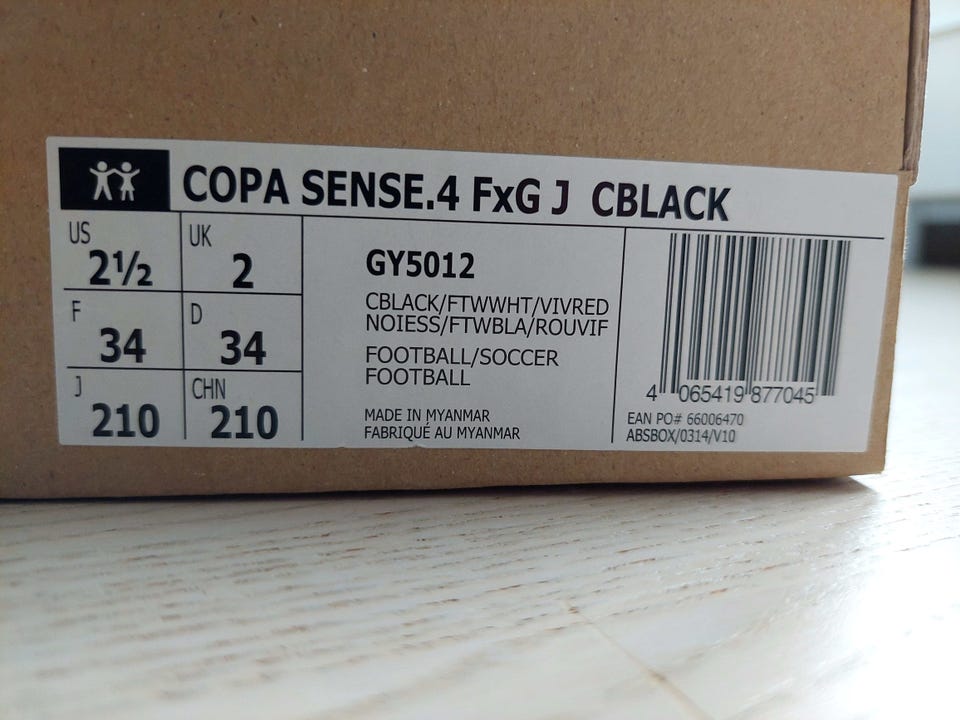 COPA SENSE.4 FxG J CBLACK
US
2½
UK
2
F
34
D
34
J
210
CHN
210
GY5012
CBLACK/FTWWHT/VIVRED
NOIESS/FTWBLA/ROUVIF
FOOTBALL/SOCCER
FOOTBALL
MADE IN MYANMAR
FABRIQUÉ AU MYANMAR
4 065419 877045
EAN PO# 66006470
ABSBOX/0314/V10